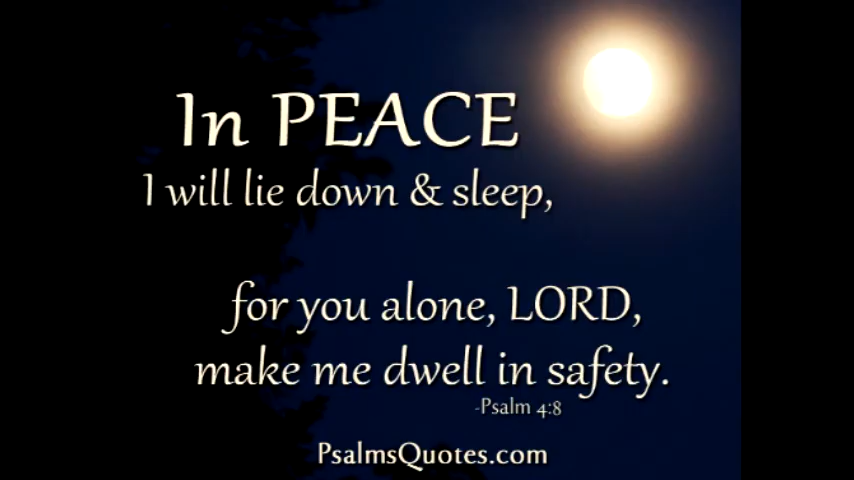 In PEACE
I will lie down & sleep,
for you alone, LORD,
make me dwell in safety.
-Psalm 4:8
PsalmsQuotes.com